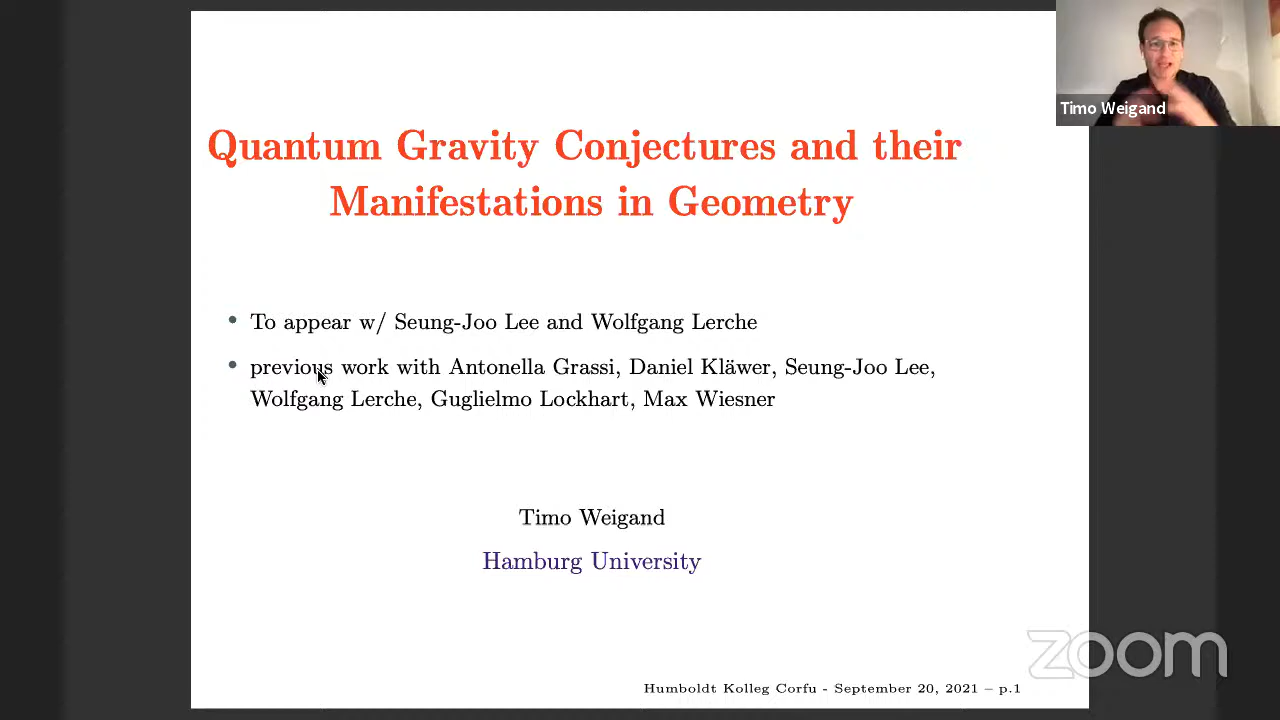 Quantum Gravity Conjectures and their
Manifestations in Geometry
• To appear w/ Seung-Joo Lee and Wolfgang Lerche
• previous work with Antonella Grassi, Daniel Kläwer, Seung-Joo Lee,
Wolfgang Lerche, Guglielmo Lockhart, Max Wiesner
Timo Weigand
Hamburg University
Humboldt Kolleg Corfu - September 20, 2021 – p.1
Timo Weigand
zoom